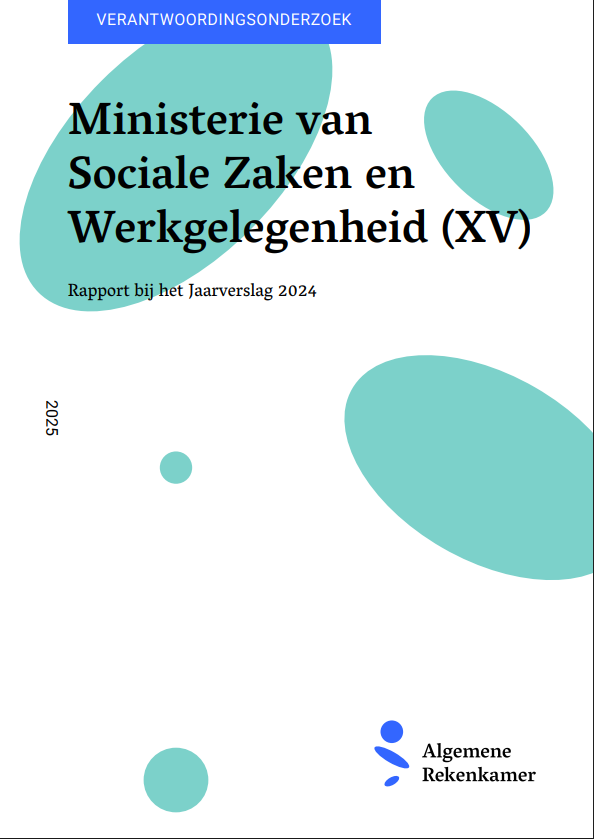 VERANTWOORDINGSONDERZOEK
Ministerie van
Sociale Zaken en
Werkgelegenheid (XV)
Rapport bij het Jaarverslag 2024
2025
Algemene
Rekenkamer